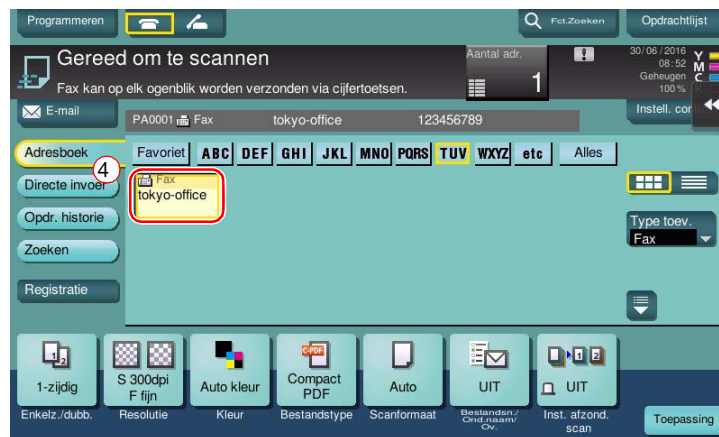 Programmeren
Fct.Zoeken
Opdrachtlijst
Gereed om te scannen
Fax kan op elk ogenblik worden verzonden via cijfertoetsen.
Aantal adr.
1
30/06/2016
08:52
Geheugen
100 %
Y
M
C
K
E-mail
PA0001 Fax tokyo-office 123456789
Instell. con
Adresboek
Favoriet ABC DEF GHI JKL MNO PQRS TUV WXYZ etc Alles
4
Directe invoer
Fax
tokyo-office
Opdr. historie
Type toev.
Fax
Zoeken
Registratie
1-zijdig
S 300dpi
F fijn
Auto kleur
C-PDF
Compact
PDF
Auto
UIT
UIT
Enkelz./dubb.
Resolutie
Kleur
Bestandstype
Scanformaat
Bestandsn./
Ond.naam/
Ov.
Inst. afzond.
scan
Toepassing